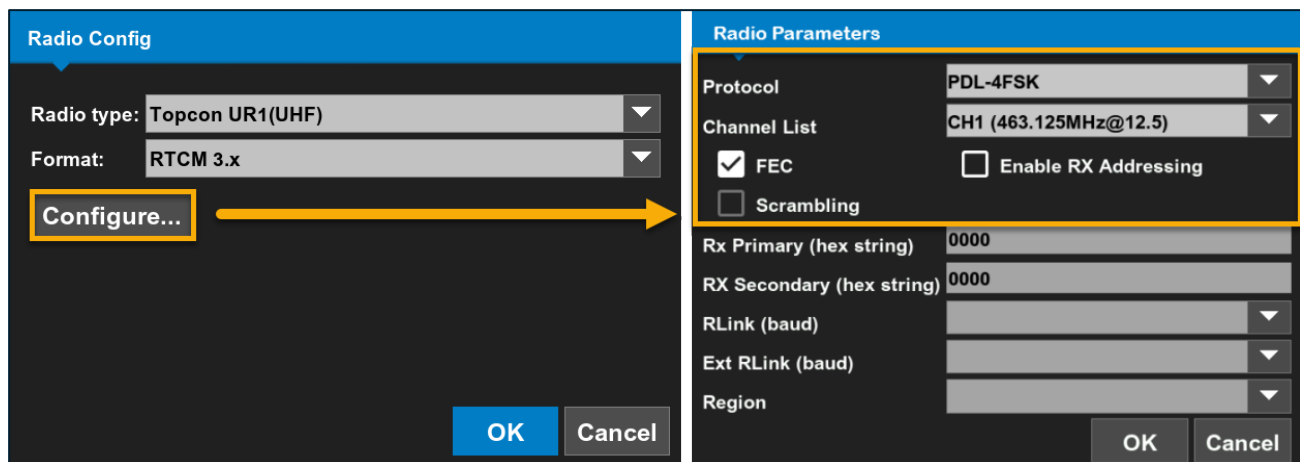 Radio Config
Radio type: Topcon UR1(UHF)
Format: RTCM 3.x
Configure...
OK Cancel
Radio Parameters
Protocol PDL-4FSK
Channel List CH1 (463.125MHz@12.5)
FEC Enable RX Addressing
Scrambling
Rx Primary (hex string) 0000
RX Secondary (hex string) 0000
RLink (baud)
Ext RLink (baud)
Region
OK Cancel